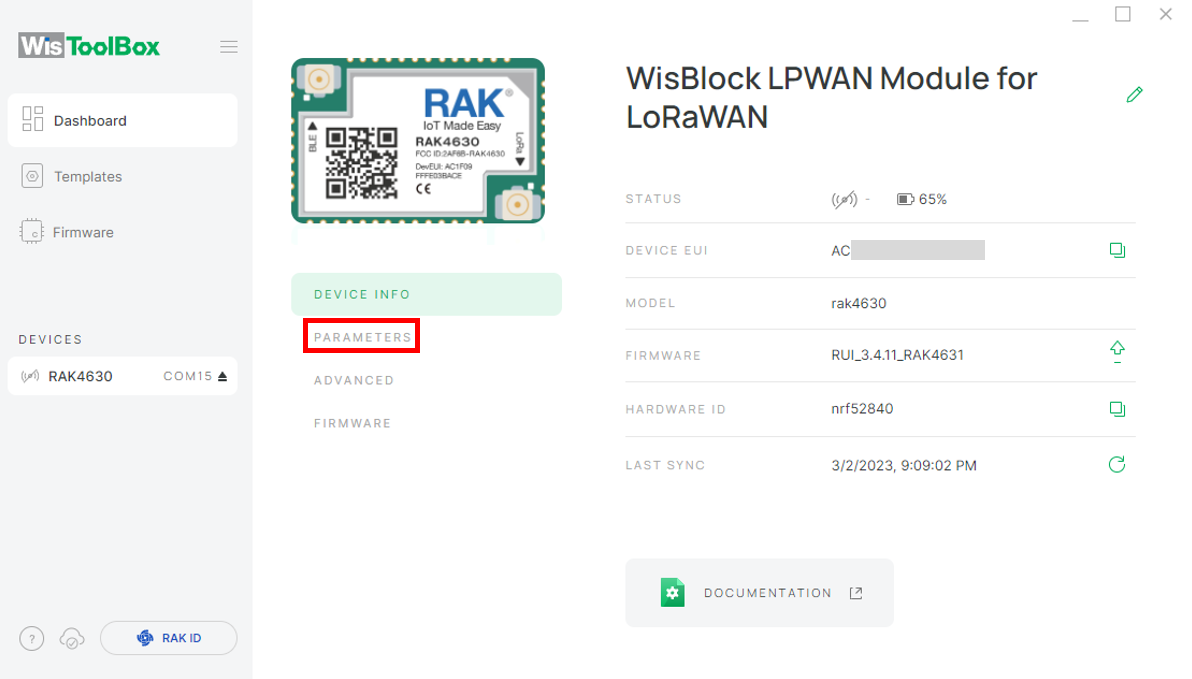 WisToolBox
Dashboard
Templates
Firmware
DEVICES
RAK4630 COM15
?
RAK ID
RAK®
IoT Made Easy
RAK4630
FCC ID:2AF6B-RAK4630
DevEUI: AC1F09
FFFE03BACE
CE
BLE
LoRa
DEVICE INFO
PARAMETERS
ADVANCED
FIRMWARE
WisBlock LPWAN Module for
LoRaWAN
STATUS - 65%
DEVICE EUI AC
MODEL rak4630
FIRMWARE RUI_3.4.11_RAK4631
HARDWARE ID nrf52840
LAST SYNC 3/2/2023, 9:09:02 PM
DOCUMENTATION